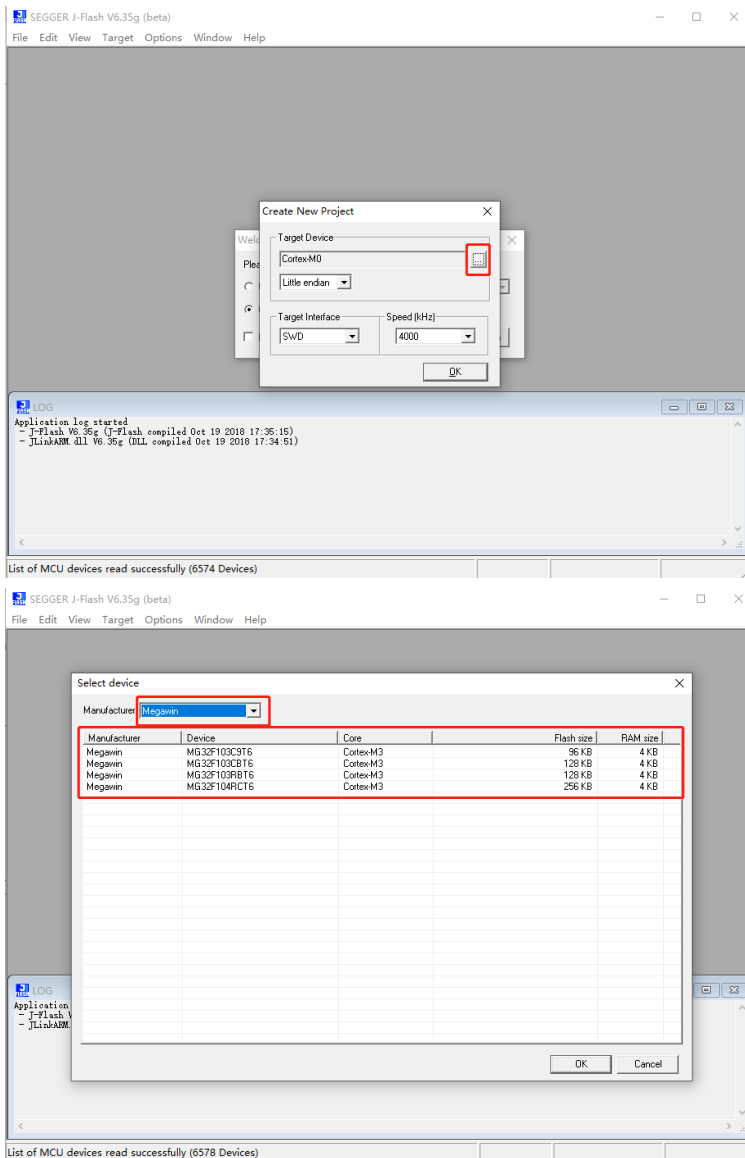 SEGGER J-Flash V6.35g (beta)
File Edit View Target Options Window Help
Create New Project
Target Device
Cortex-M0
...
Little endian
Target Interface
Speed (kHz)
SWD
4000
OK
LOG
Application log started
- J-Flash V6.35g (J-Flash compiled Oct 19 2018 17:35:15)
- JLinkARM.dll V6.35g (DLL compiled Oct 19 2018 17:34:51)
List of MCU devices read successfully (6574 Devices)
SEGGER J-Flash V6.35g (beta)
File Edit View Target Options Window Help
Select device
Manufacturer Megawin
Manufacturer Device Core Flash size RAM size
Megawin MG32F103C9T6 Cortex-M3 96 KB 4 KB
Megawin MG32F103CBT6 Cortex-M3 128 KB 4 KB
Megawin MG32F103RBT6 Cortex-M3 128 KB 4 KB
Megawin MG32F104RCT6 Cortex-M3 256 KB 4 KB
LOG
Application
- J-Flash V
- JLinkARM.
OK Cancel
List of MCU devices read successfully (6578 Devices)